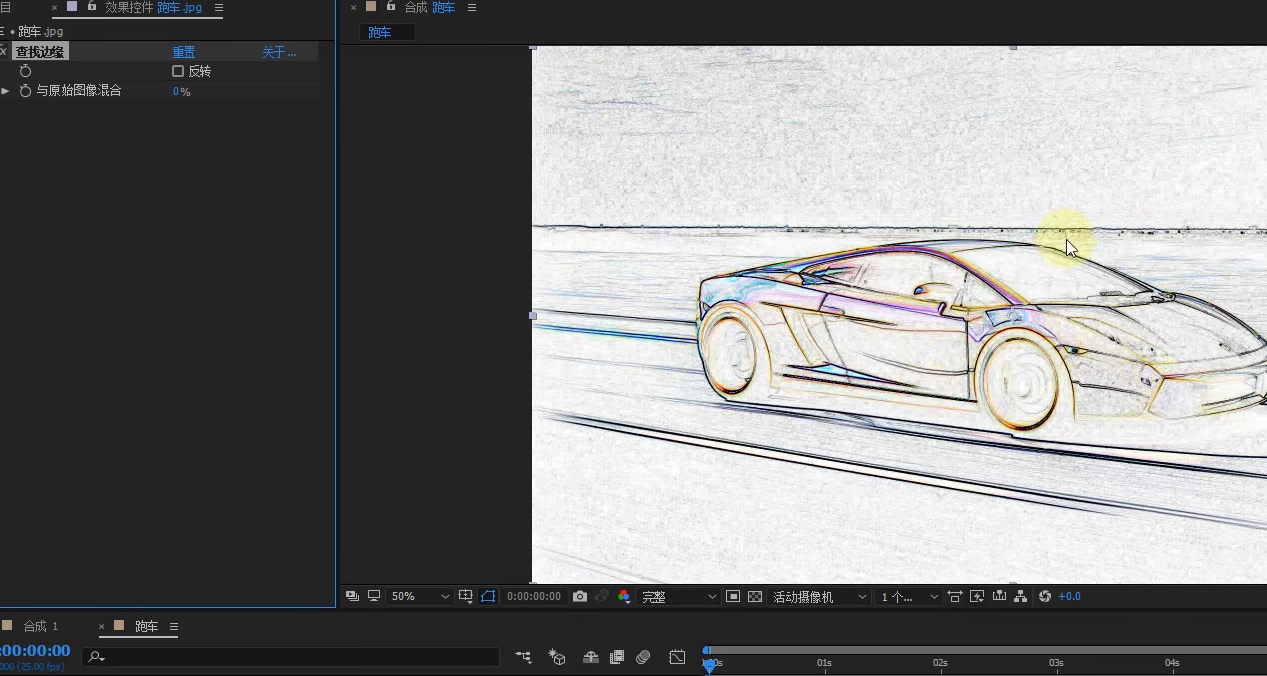 目 × 效果控件 跑车.jpg ≡ × 合成 跑车 ≡
• 跑车.jpg 跑车
查找边缘 重置 关于...
反转
与原始图像混合 0%
50% 0:00:00:00 完整 活动摄像机 1 个... +0.0
合成 1 × 跑车 ≡
:00:00:00
000 (25.00 fps) 01s 02s 03s 04s